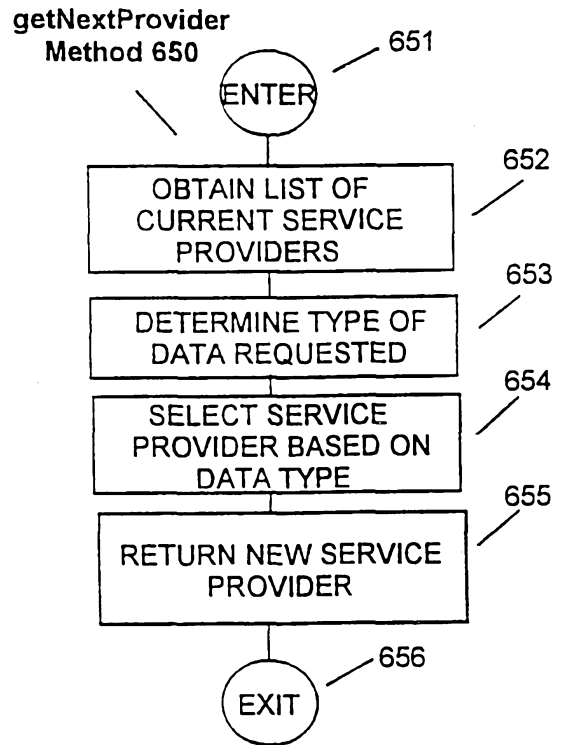 getNextProvider
Method 650
651
ENTER
652
OBTAIN LIST OF
CURRENT SERVICE
PROVIDERS
653
DETERMINE TYPE OF
DATA REQUESTED
654
SELECT SERVICE
PROVIDER BASED ON
DATA TYPE
655
RETURN NEW SERVICE
PROVIDER
656
EXIT